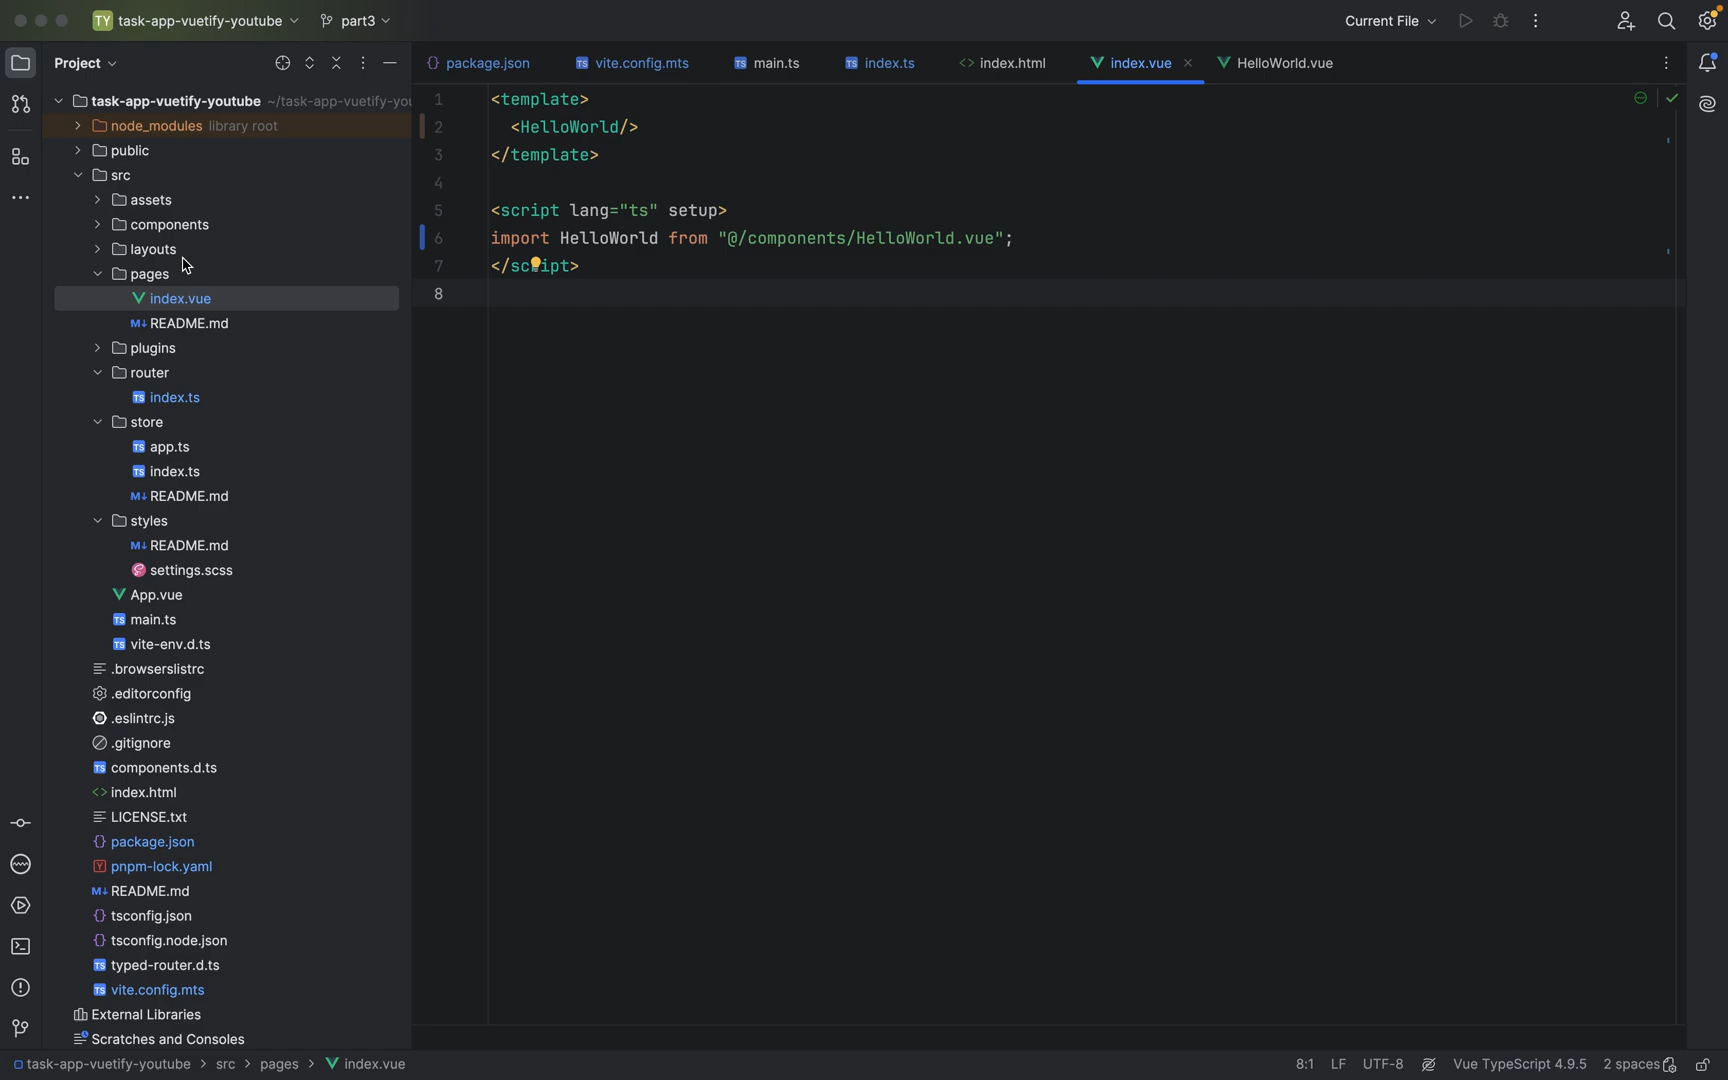 TY task-app-vuetify-youtube part3 Current File
Project
package.json vite.config.mts main.ts index.ts index.html index.vue HelloWorld.vue
task-app-vuetify-youtube ~/task-app-vuetify-you
node_modules library root
public
src
assets
components
layouts
pages
index.vue
README.md
plugins
router
index.ts
store
app.ts
index.ts
README.md
styles
README.md
settings.scss
App.vue
main.ts
vite-env.d.ts
.browserslistrc
.editorconfig
.eslintrc.js
.gitignore
components.d.ts
index.html
LICENSE.txt
package.json
pnpm-lock.yaml
README.md
tsconfig.json
tsconfig.node.json
typed-router.d.ts
vite.config.mts
External Libraries
Scratches and Consoles
1 <template>
2 <HelloWorld/>
3 </template>
4
5 <script lang="ts" setup>
6 import HelloWorld from "@/components/HelloWorld.vue";
7 </script>
8
task-app-vuetify-youtube > src > pages > index.vue 8:1 LF UTF-8 Vue TypeScript 4.9.5 2 spaces